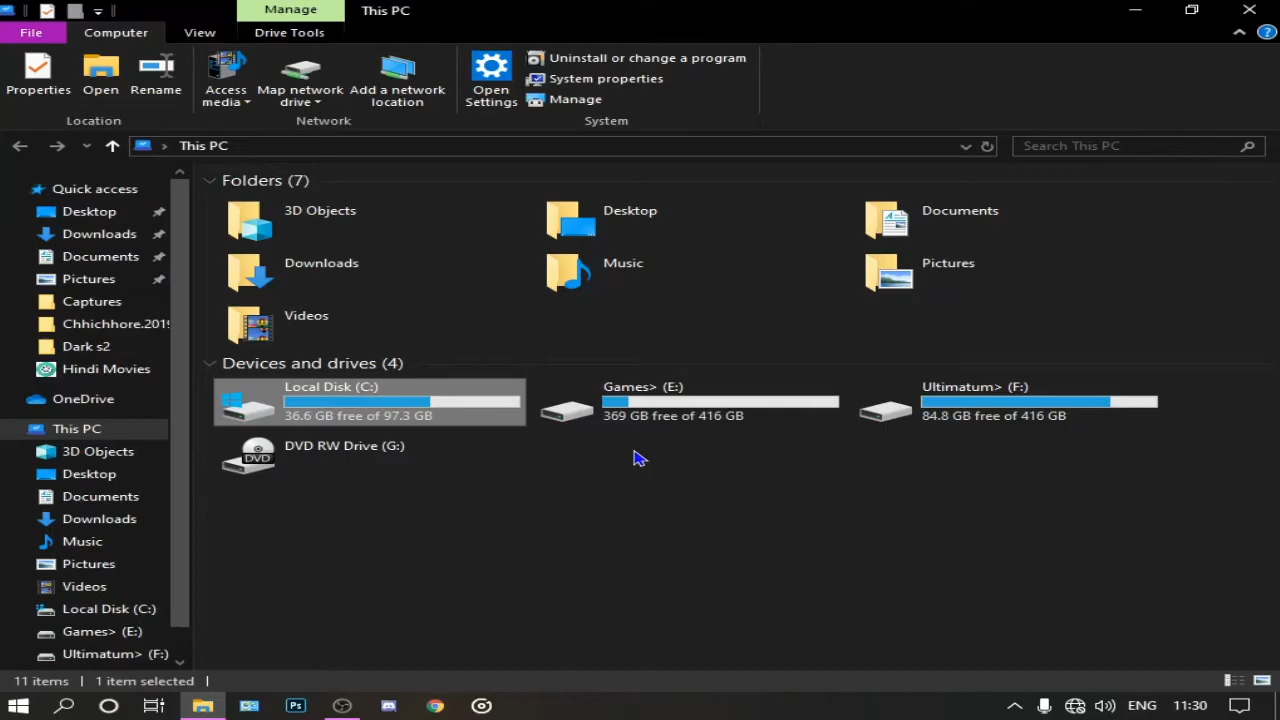 Manage
This PC
File
Computer
View
Drive Tools
Properties
Open
Rename
Access media
Map network drive
Add a network location
Open Settings
Uninstall or change a program
System properties
Manage
Location
Network
System
This PC
Search This PC
Quick access
Desktop
Downloads
Documents
Pictures
Captures
Chhichhore.2019
Dark s2
Hindi Movies
OneDrive
This PC
3D Objects
Desktop
Documents
Downloads
Music
Pictures
Videos
Local Disk (C:)
Games> (E:)
Ultimatum> (F:)
Folders (7)
3D Objects
Desktop
Documents
Downloads
Music
Pictures
Videos
Devices and drives (4)
Local Disk (C:)
36.6 GB free of 97.3 GB
Games> (E:)
369 GB free of 416 GB
Ultimatum> (F:)
84.8 GB free of 416 GB
DVD
DVD RW Drive (G:)
11 items
1 item selected
Ps
ENG
11:30